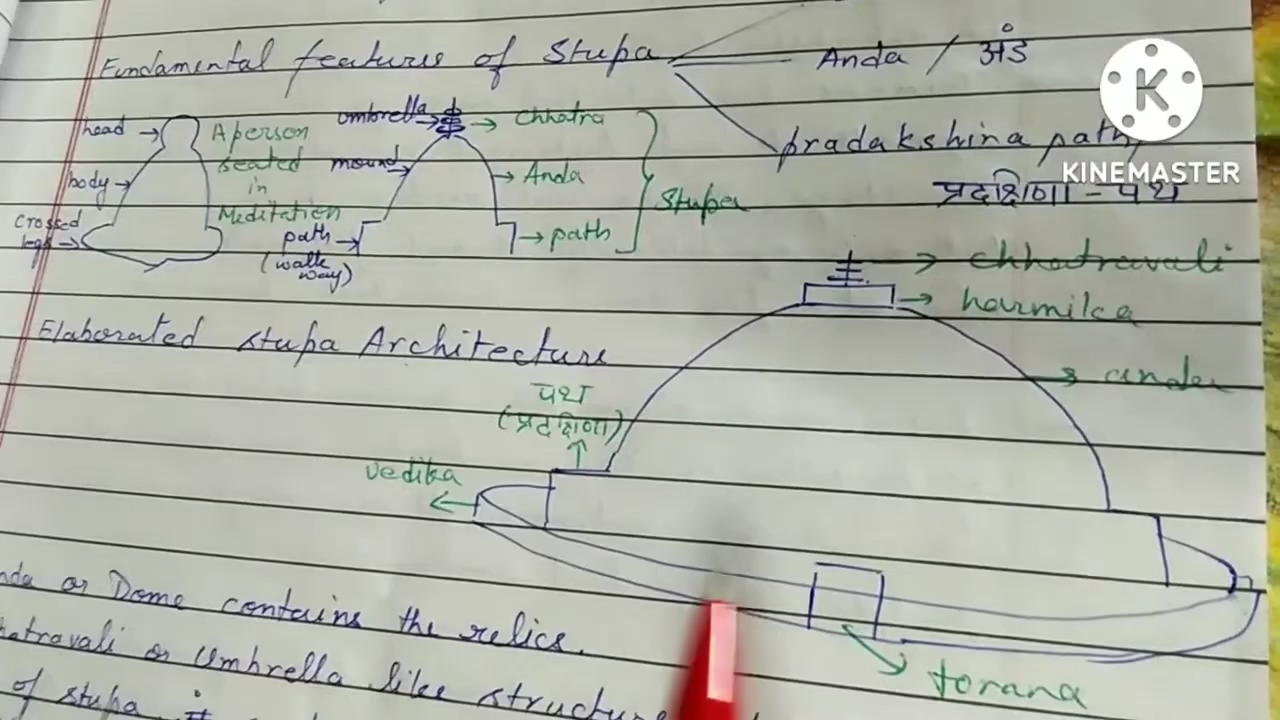 Fundamental features of Stupa
Anda / अंड
pradakshina path
प्रदक्षिणा - पथ
head
body
Crossed
legs
A person
seated
in
Meditation
umbrella
mound
path
(walk
way)
chhatra
Anda
path
Stupa
Elaborated stupa Architecture
chhatravali
harmika
anda
पथ
(प्रदक्षिणा)
vedika
torana
or Dome contains the relics.
or Umbrella like structure
of stupa
KINEMASTER